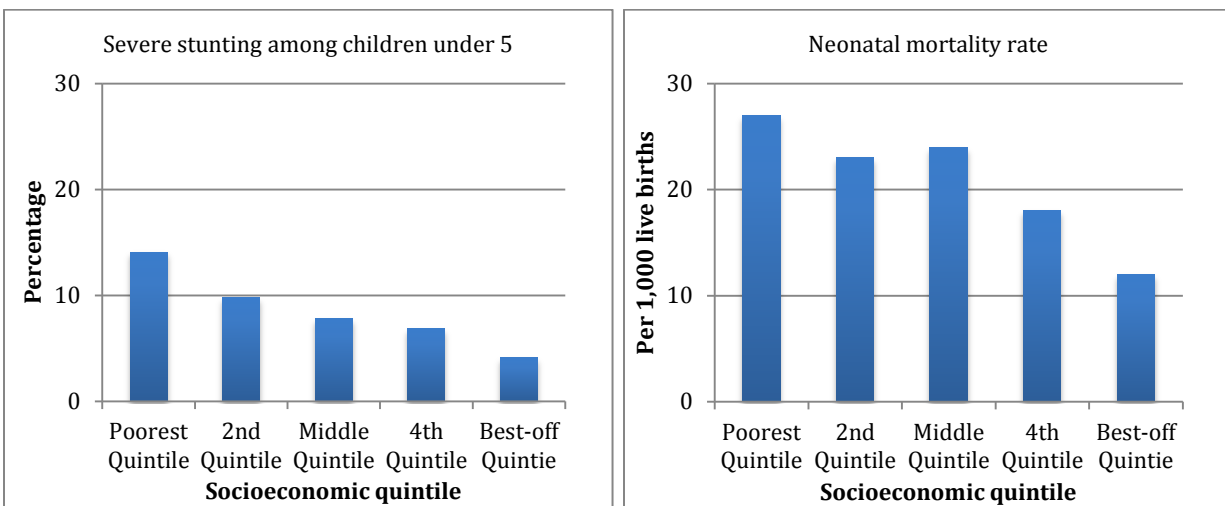 Severe stunting among children under 5
30
20
10
0
Percentage
Poorest 2nd Middle 4th Best-off
Quintile Quintile Quintile Quintile Quintie
Socioeconomic quintile
Neonatal mortality rate
30
20
10
0
Per 1,000 live births
Poorest 2nd Middle 4th Best-off
Quintile Quintile Quintile Quintile Quintie
Socioeconomic quintile